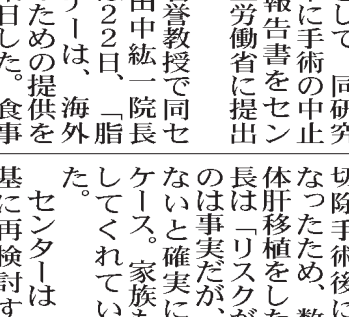 して 同研究
に手術の中止
報告書をセン
労働省に提出
誉教授で同セ
田中紘一院長
22日、「脂
ーは、海外
ための提供を
日した。食事
切除手術後に
なったため、数
体肝移植をした
長は「リスクが
のは事実だが、
ないと確実に
ケース。家族も
してくれてい
た。
センターは
基に再検討す